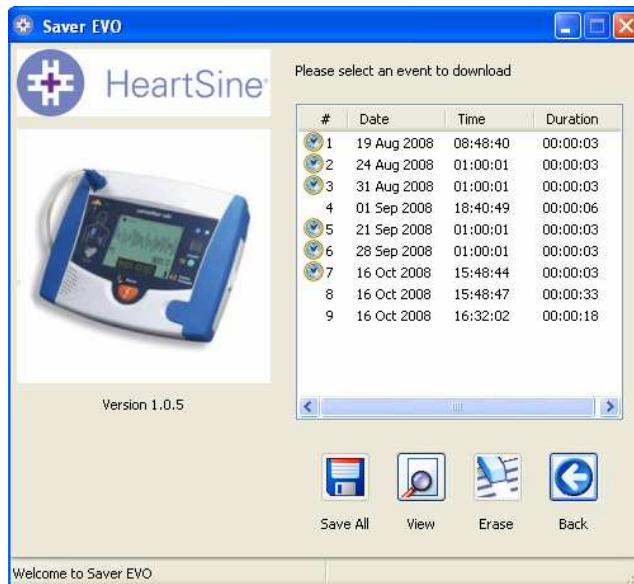 Saver EVO
HeartSine®
Please select an event to download
# Date Time Duration
1 19 Aug 2008 08:48:40 00:00:03
2 24 Aug 2008 01:00:01 00:00:03
3 31 Aug 2008 01:00:01 00:00:03
4 01 Sep 2008 18:40:49 00:00:06
5 21 Sep 2008 01:00:01 00:00:03
6 28 Sep 2008 01:00:01 00:00:03
7 16 Oct 2008 15:48:44 00:00:03
8 16 Oct 2008 15:48:47 00:00:33
9 16 Oct 2008 16:32:02 00:00:18
Version 1.0.5
Save All View Erase Back
Welcome to Saver EVO